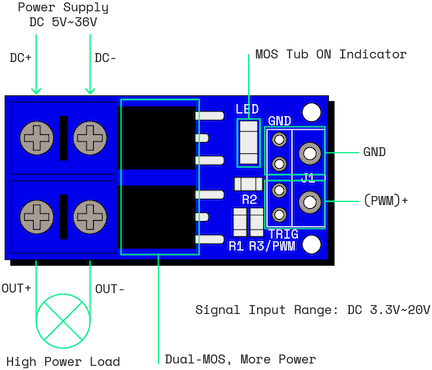 Power Supply
DC 5V~36V
DC+
DC-
MOS Tub ON Indicator
LED
GND
GND
J1
R2
(PWM)+
TRIG
R1 R3/PWM
OUT+
OUT-
Signal Input Range: DC 3.3V~20V
High Power Load
Dual-MOS, More Power